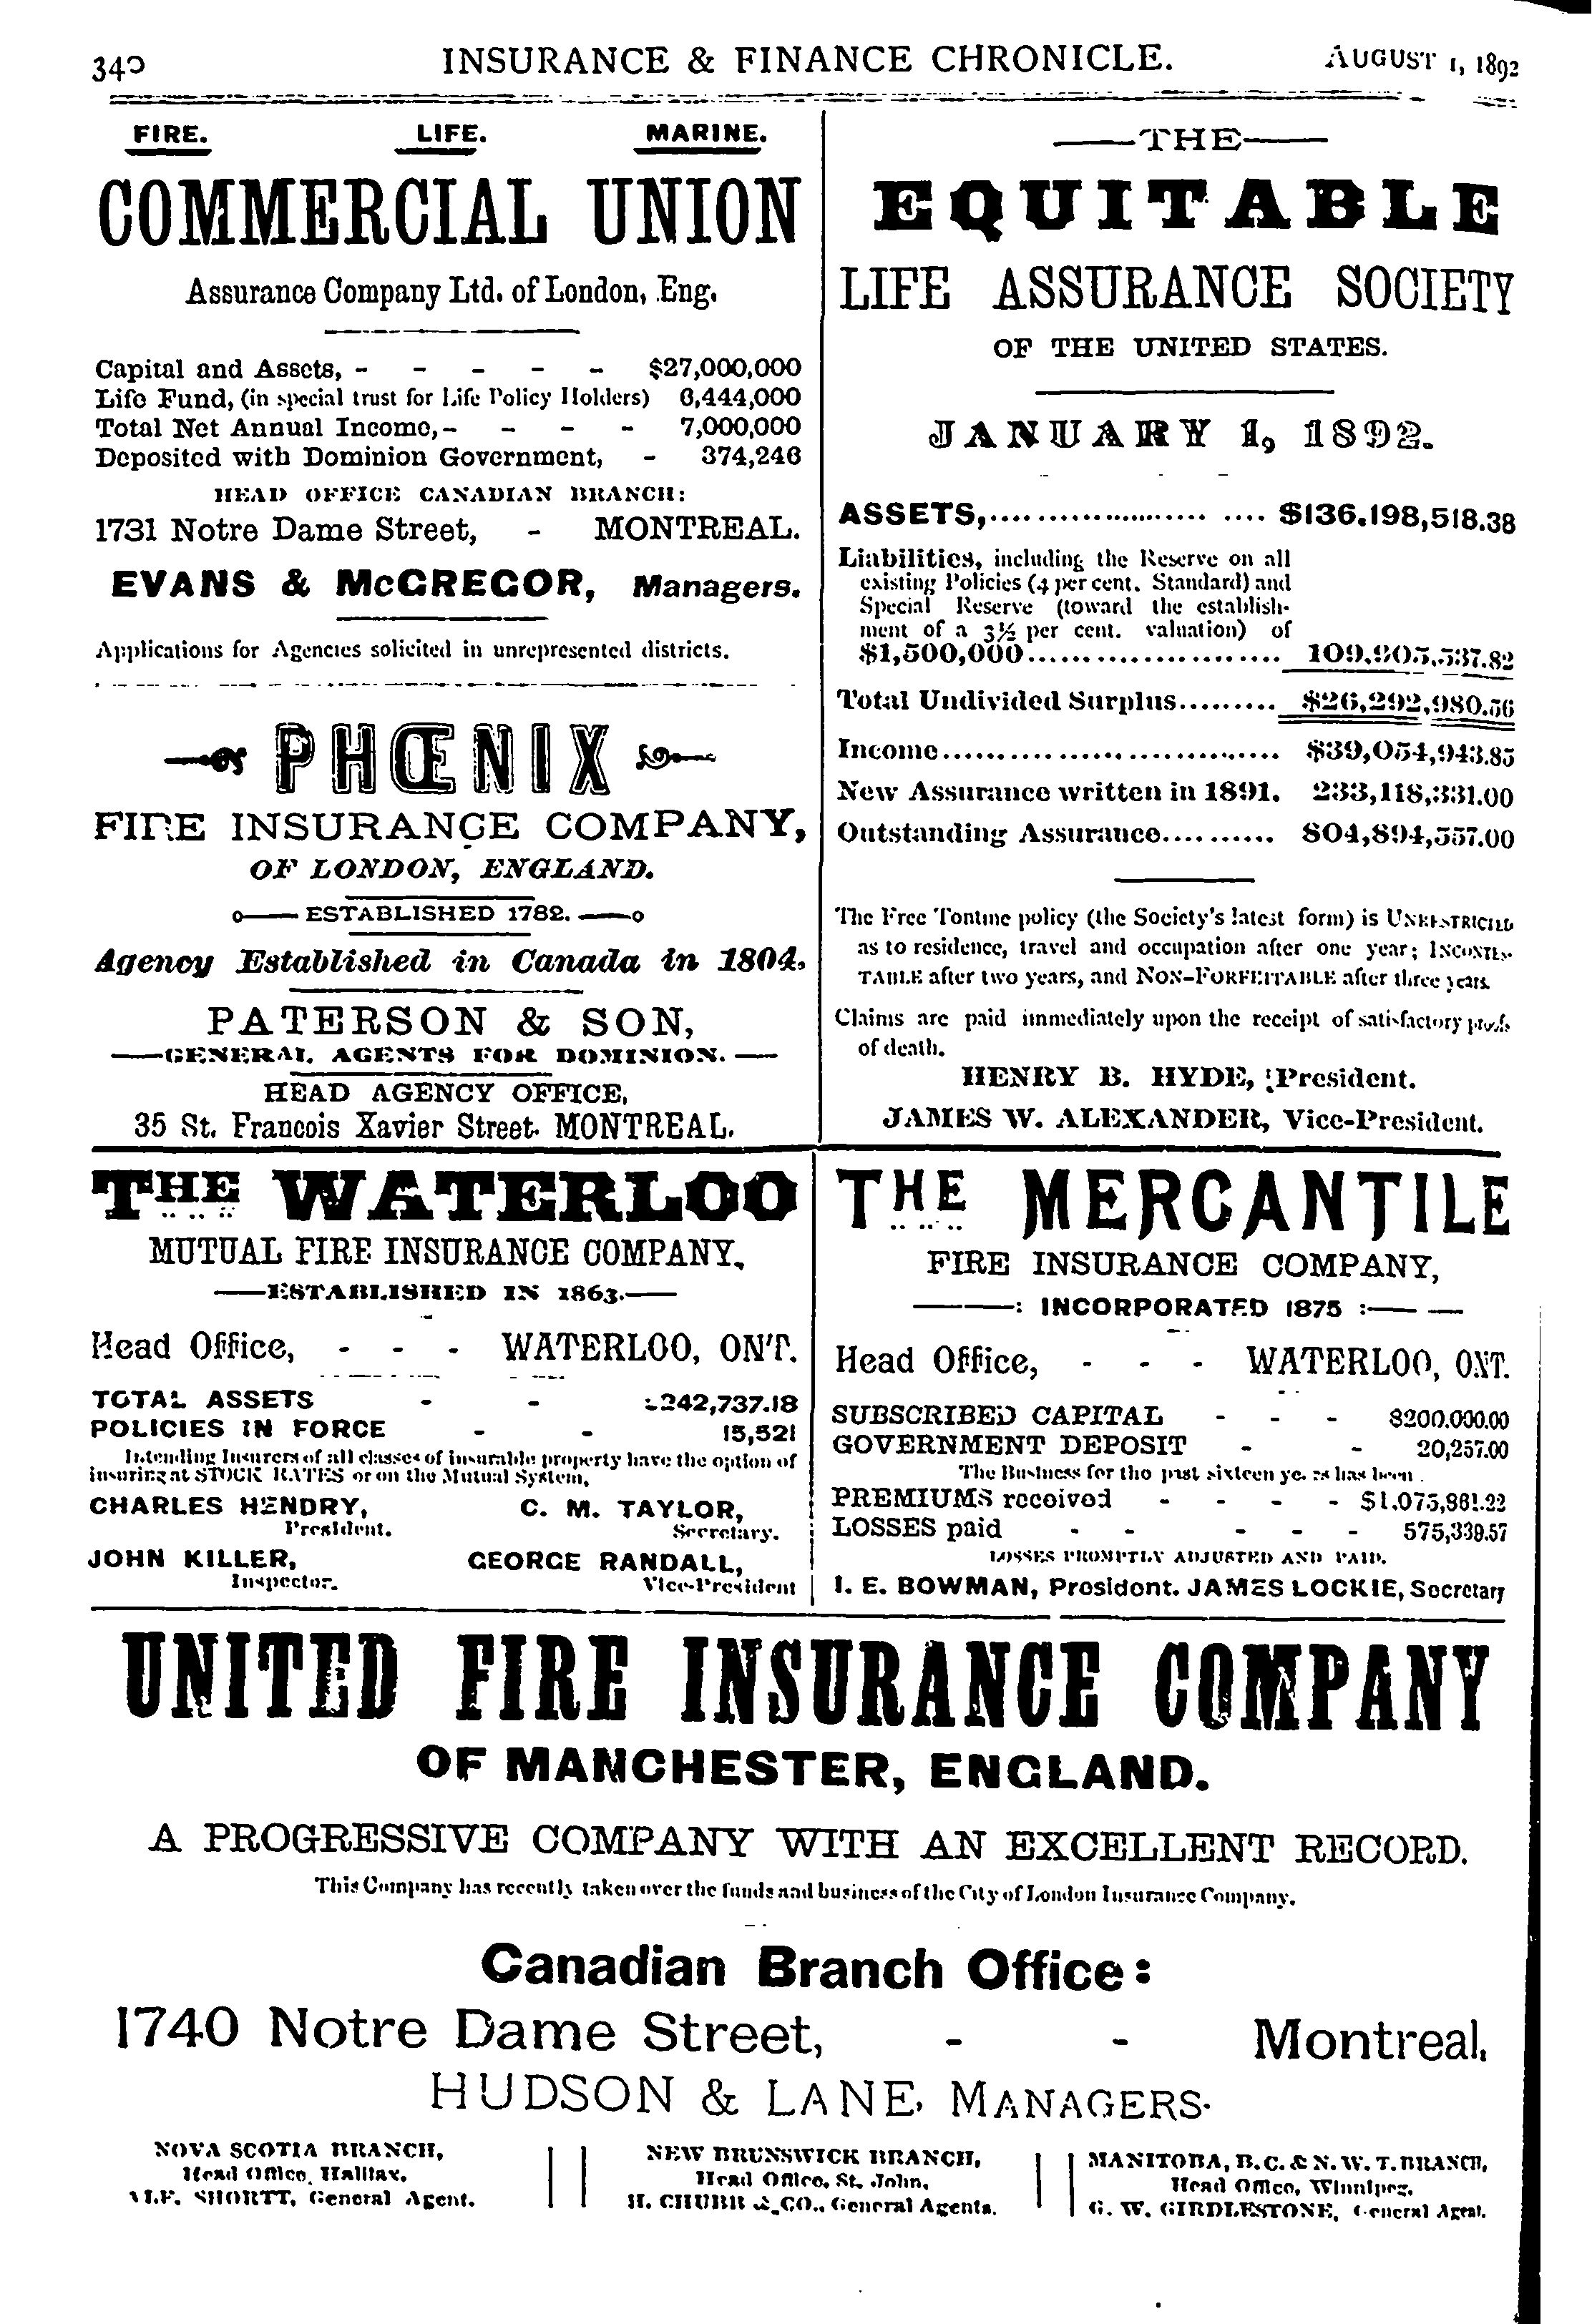 340 INSURANCE & FINANCE CHRONICLE. AUGUST 1, 1892
FIRE. LIFE. MARINE.
COMMERCIAL UNION
Assurance Company Ltd. of London, Eng.
Capital and Assets, - - - - - $27,000,000
Life Fund, (in special trust for Life Policy Holders) 6,444,000
Total Net Annual Income, - - - - 7,000,000
Deposited with Dominion Government, - 374,246
HEAD OFFICE CANADIAN BRANCH:
1731 Notre Dame Street, - MONTREAL.
EVANS & McGREGOR, Managers.
Applications for Agencies solicited in unrepresented districts.
PHŒNIX
FIRE INSURANCE COMPANY,
OF LONDON, ENGLAND.
ESTABLISHED 1782.
Agency Established in Canada in 1804.
PATERSON & SON,
GENERAL AGENTS FOR DOMINION.
HEAD AGENCY OFFICE,
35 St. Francois Xavier Street. MONTREAL.
THE
EQUITABLE
LIFE ASSURANCE SOCIETY
OF THE UNITED STATES.
JANUARY 1, 1892.
ASSETS,.................... .... $136,198,518.38
Liabilities, including the Reserve on all
existing Policies (4 per cent. Standard) and
Special Reserve (toward the establish-
ment of a 3½ per cent. valuation) of
$1,500,000....................... 109,905,537.82
Total Undivided Surplus......... $26,292,980.56
Income.............................. $39,054,943.85
New Assurance written in 1891. 233,118,331.00
Outstanding Assurance.......... 804,894,557.00
The Free Tontine policy (the Society's latest form) is UNRESTRICTED
as to residence, travel and occupation after one year; INCONTES-
TABLE after two years, and NON-FORFEITABLE after three years.
Claims are paid immediately upon the receipt of satisfactory proofs
of death.
HENRY B. HYDE, President.
JAMES W. ALEXANDER, Vice-President.
THE WATERLOO
MUTUAL FIRE INSURANCE COMPANY.
ESTABLISHED IN 1863.
Head Office, - - - WATERLOO, ONT.
TOTAL ASSETS - - $242,737.18
POLICIES IN FORCE - - 15,521
Intending Insurers of all classes of insurable property have the option of
insuring at STOCK RATES or on the Mutual System.
CHARLES HENDRY, C. M. TAYLOR,
President. Secretary.
JOHN KILLER, GEORGE RANDALL,
Inspector. Vice-President
THE MERCANTILE
FIRE INSURANCE COMPANY,
INCORPORATED 1875
Head Office, - - - WATERLOO, ONT.
SUBSCRIBED CAPITAL - - - $200,000.00
GOVERNMENT DEPOSIT - - 20,257.00
The Business for the past sixteen years has been
PREMIUMS received - - - - $1,075,861.22
LOSSES paid - - - - - 575,339.57
LOSSES PROMPTLY ADJUSTED AND PAID.
I. E. BOWMAN, President. JAMES LOCKIE, Secretary
UNITED FIRE INSURANCE COMPANY
OF MANCHESTER, ENGLAND.
A PROGRESSIVE COMPANY WITH AN EXCELLENT RECORD.
This Company has recently taken over the funds and business of the City of London Insurance Company.
Canadian Branch Office:
1740 Notre Dame Street, - - Montreal.
HUDSON & LANE, MANAGERS.
NOVA SCOTIA BRANCH,
Head Office, Halifax.
ALF. SHORTT, General Agent.
NEW BRUNSWICK BRANCH,
Head Office, St. John.
H. CHUBB & CO., General Agents.
MANITOBA, B.C. & N.W.T. BRANCH,
Head Office, Winnipeg.
G. W. GIRDLESTONE, General Agent.